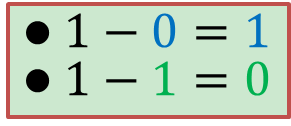 ● 1 − 0 = 1
● 1 − 1 = 0